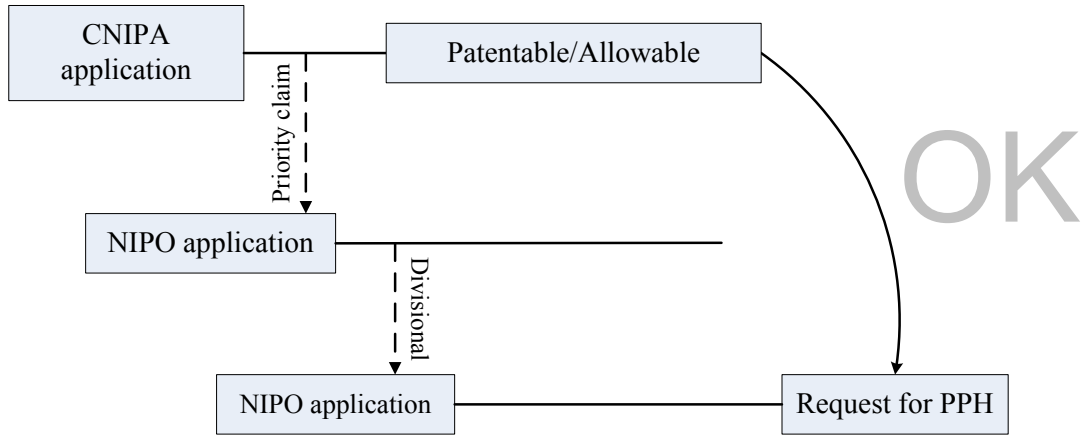 CNIPA
application
Patentable/Allowable
Priority claim
OK
NIPO application
Divisional
NIPO application
Request for PPH